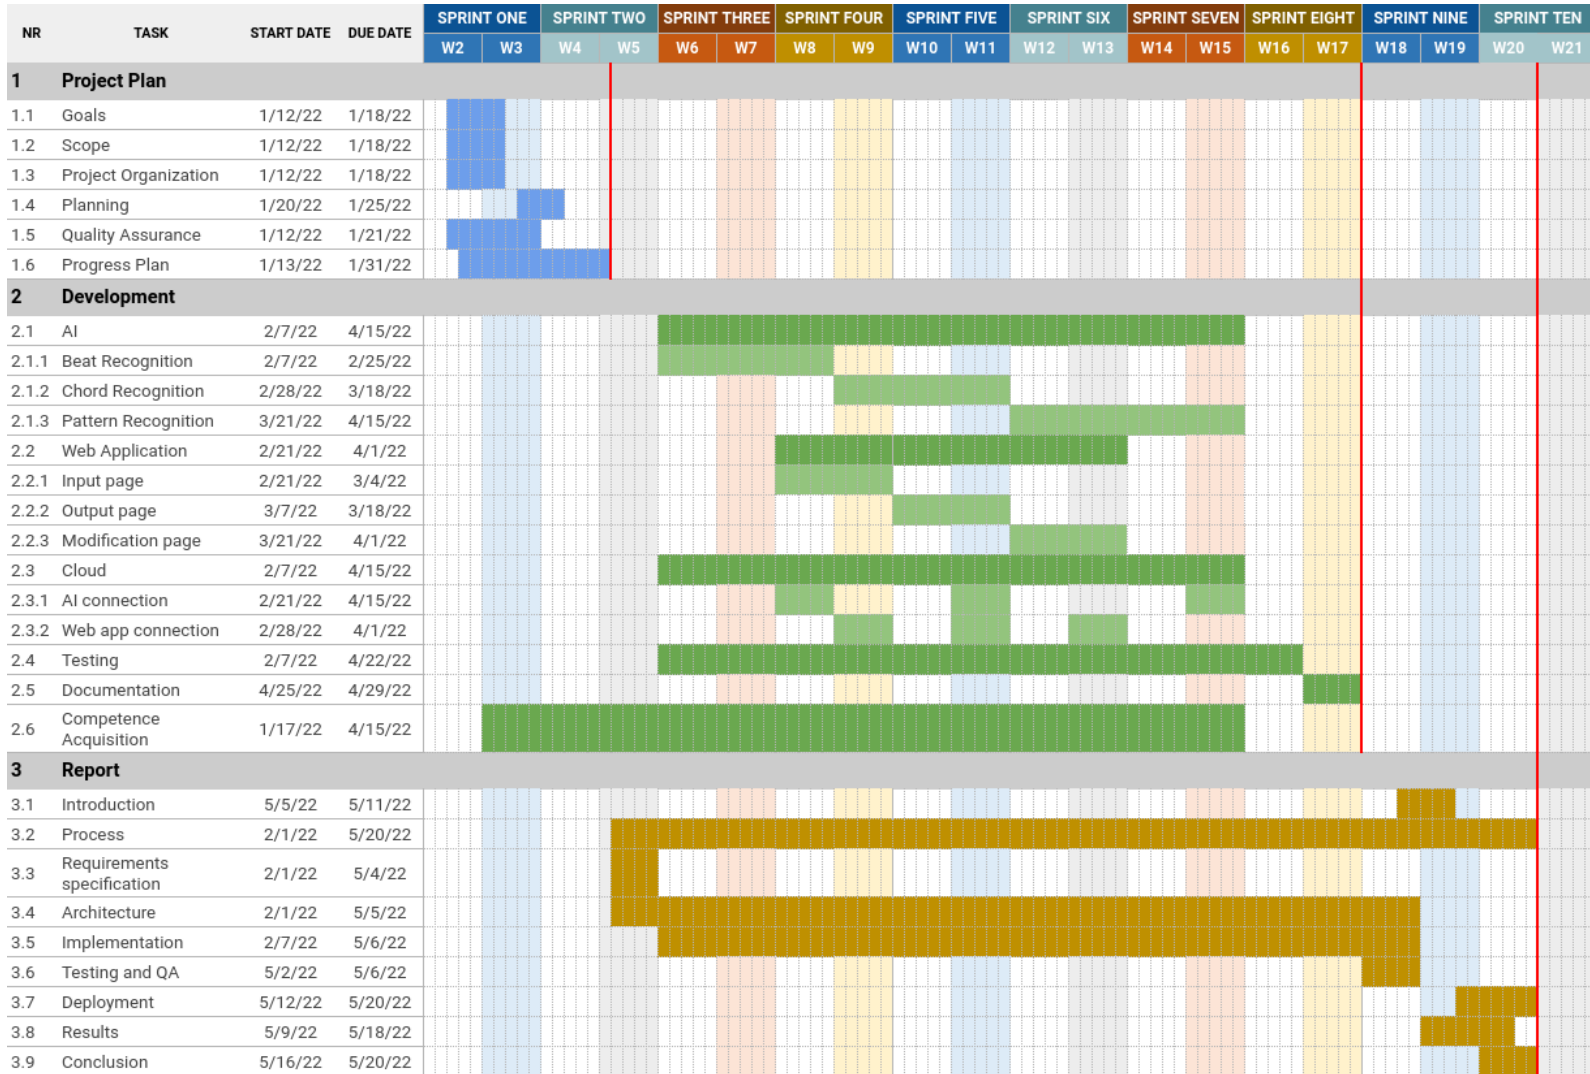 SPRINT ONE SPRINT TWO SPRINT THREE SPRINT FOUR SPRINT FIVE SPRINT SIX SPRINT SEVEN SPRINT EIGHT SPRINT NINE SPRINT TEN
NR TASK START DATE DUE DATE
W2 W3 W4 W5 W6 W7 W8 W9 W10 W11 W12 W13 W14 W15 W16 W17 W18 W19 W20 W21
1 Project Plan
1.1 Goals 1/12/22 1/18/22
1.2 Scope 1/12/22 1/18/22
1.3 Project Organization 1/12/22 1/18/22
1.4 Planning 1/20/22 1/25/22
1.5 Quality Assurance 1/12/22 1/21/22
1.6 Progress Plan 1/13/22 1/31/22
2 Development
2.1 AI 2/7/22 4/15/22
2.1.1 Beat Recognition 2/7/22 2/25/22
2.1.2 Chord Recognition 2/28/22 3/18/22
2.1.3 Pattern Recognition 3/21/22 4/15/22
2.2 Web Application 2/21/22 4/1/22
2.2.1 Input page 2/21/22 3/4/22
2.2.2 Output page 3/7/22 3/18/22
2.2.3 Modification page 3/21/22 4/1/22
2.3 Cloud 2/7/22 4/15/22
2.3.1 AI connection 2/21/22 4/15/22
2.3.2 Web app connection 2/28/22 4/1/22
2.4 Testing 2/7/22 4/22/22
2.5 Documentation 4/25/22 4/29/22
2.6 Competence
Acquisition 1/17/22 4/15/22
3 Report
3.1 Introduction 5/5/22 5/11/22
3.2 Process 2/1/22 5/20/22
3.3 Requirements
specification 2/1/22 5/4/22
3.4 Architecture 2/1/22 5/5/22
3.5 Implementation 2/7/22 5/6/22
3.6 Testing and QA 5/2/22 5/6/22
3.7 Deployment 5/12/22 5/20/22
3.8 Results 5/9/22 5/18/22
3.9 Conclusion 5/16/22 5/20/22